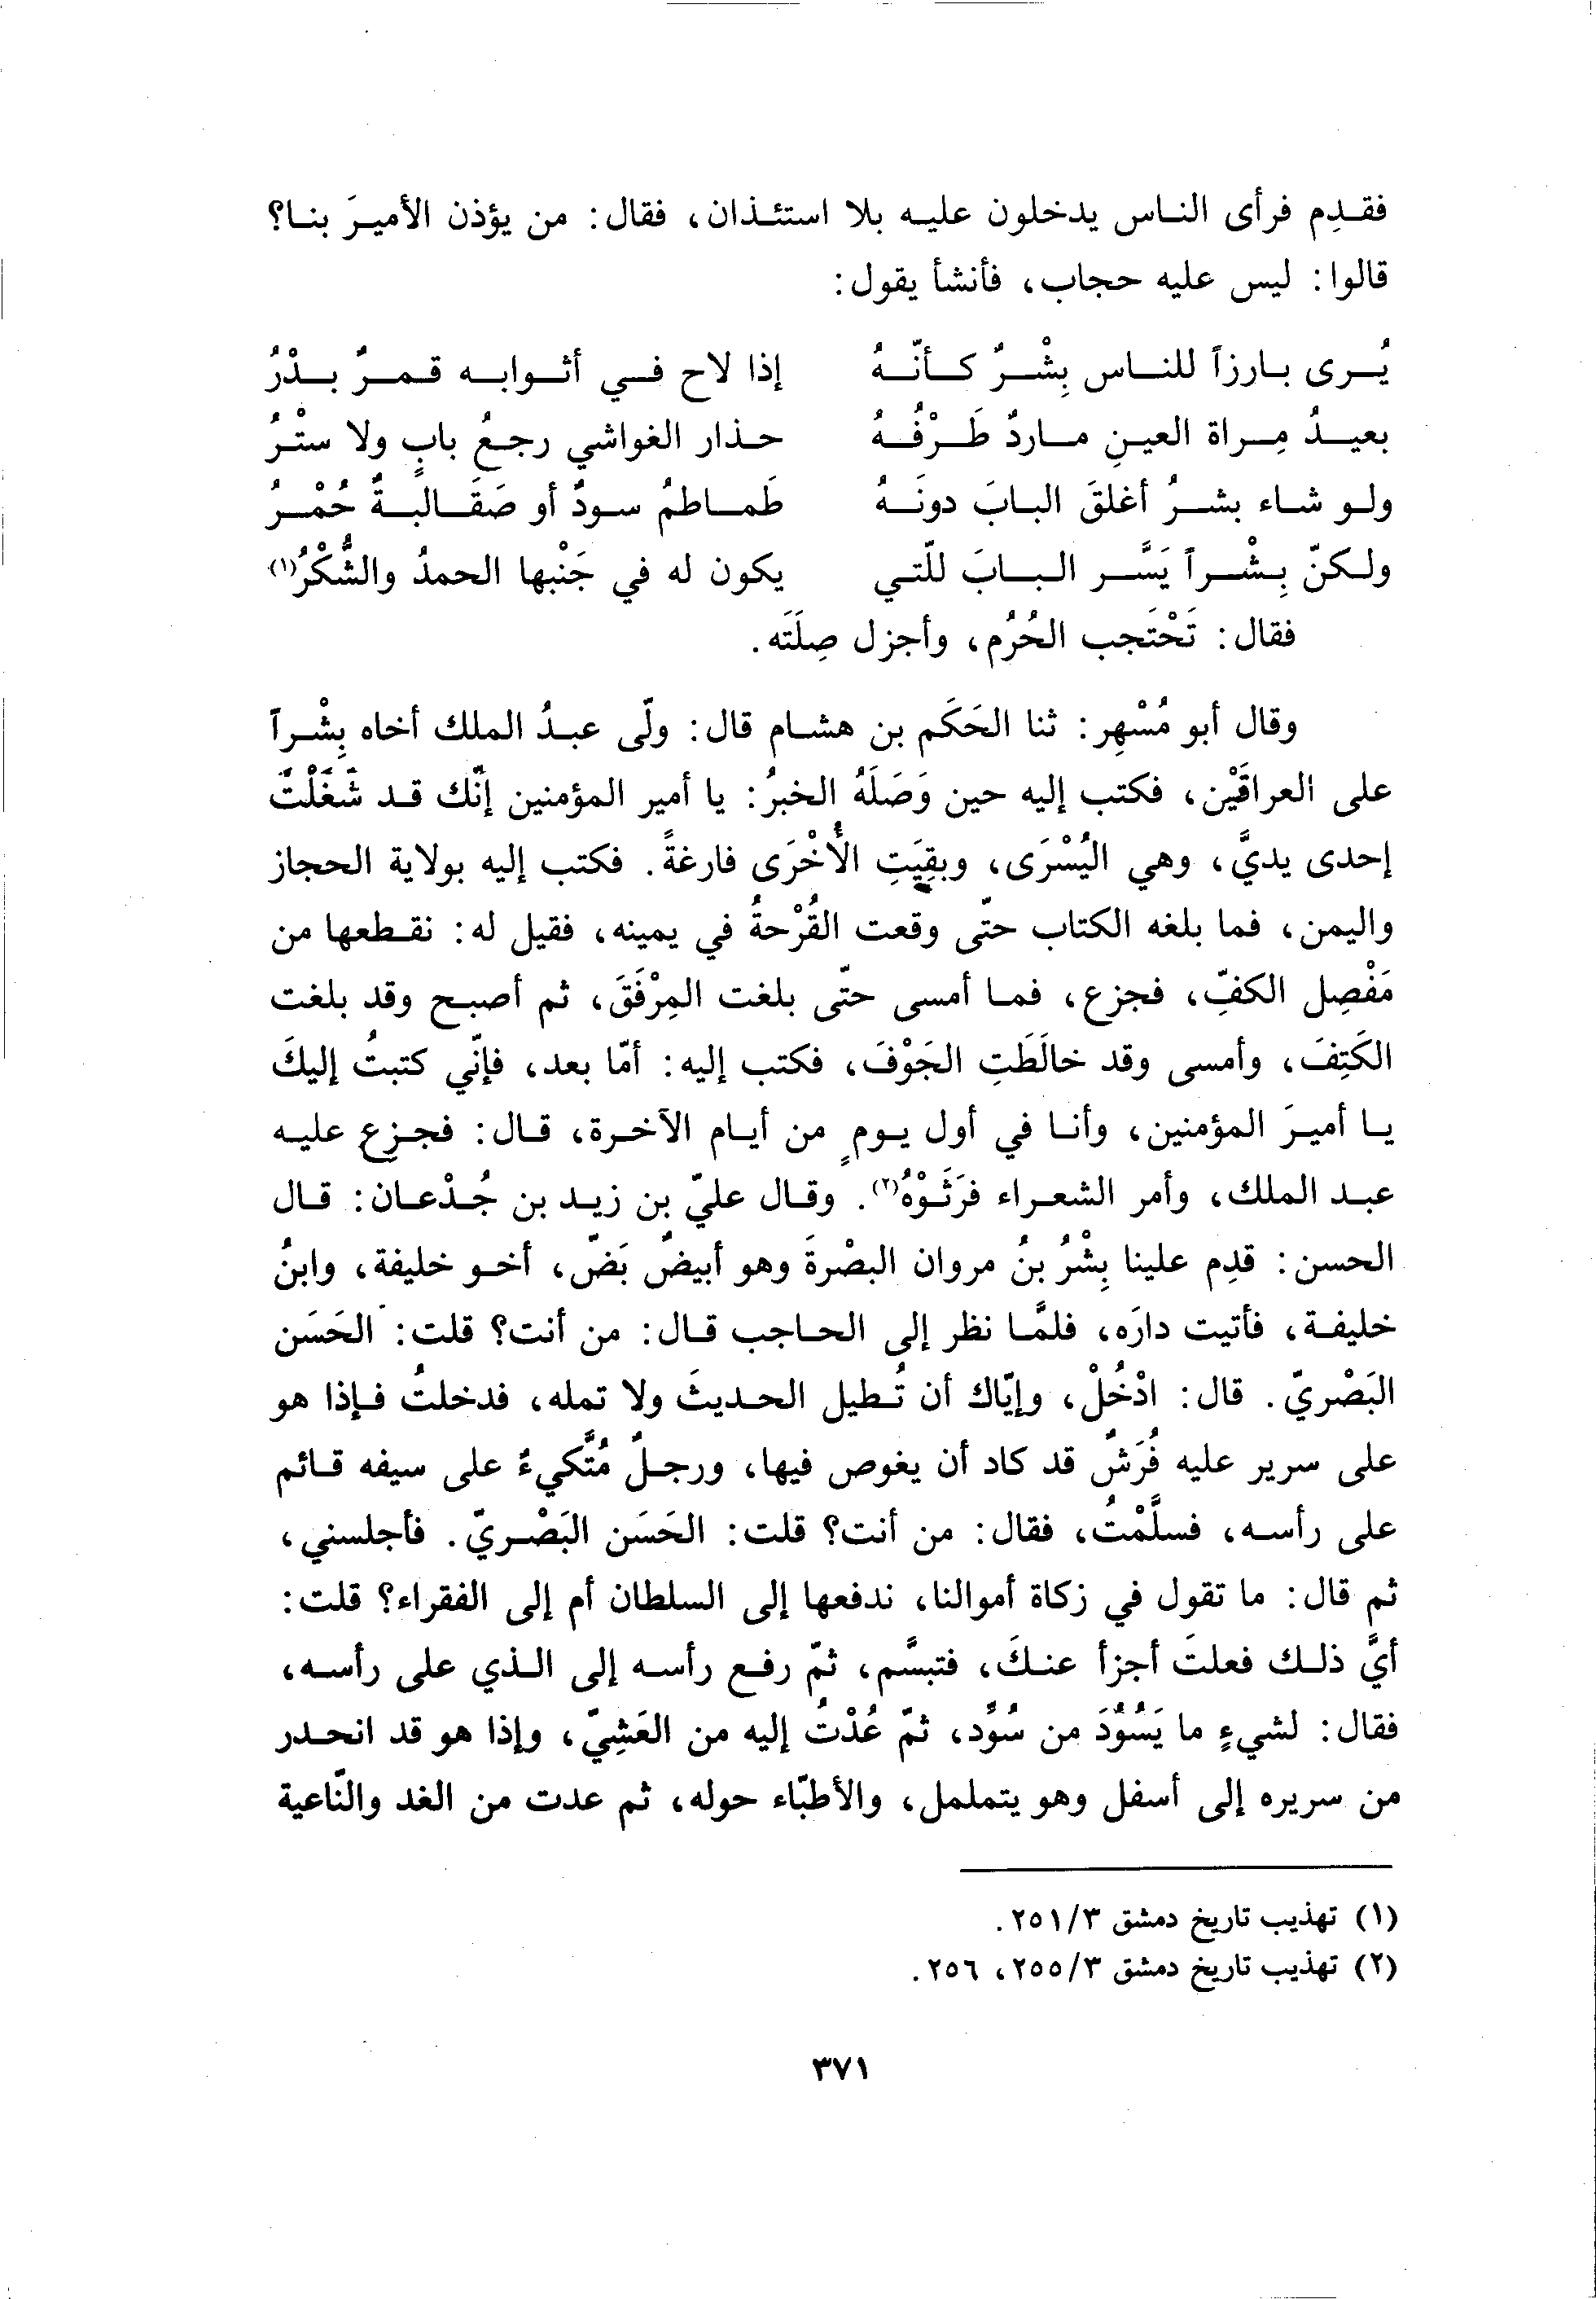 فقدِم فرأى الناس يدخلون عليه بلا استئذان، فقال: من يؤذن الأميرَ بنا؟
قالوا: ليس عليه حجاب، فأنشأ يقول:
يُرى بارزاً للناس بِشْرٌ كأنّهُ إذا لاح في أثوابه قمرٌ بدْرُ
بعيدُ مِراة العينِ ماردٌ طَرْفُهُ حذار الغواشي رجعُ بابٍ ولا ستْرُ
ولو شاء بشرٌ أغلقَ البابَ دونَهُ طَماطمُ سودٌ أو صَقَالبةٌ حُمْرُ
ولكنّ بِشْراً يَسَّر البابَ للّتي يكون له في جَنْبها الحمدُ والشُّكْرُ(١)
فقال: تَحْتَجب الحُرُم، وأجزل صِلَتَه.
وقال أبو مُسْهِر: ثنا الحَكَم بن هشام قال: ولّى عبدُ الملك أخاه بِشْراً
على العراقَيْن، فكتب إليه حين وَصَلَهُ الخبرُ: يا أمير المؤمنين إنّك قد شَغَلْتَ
إحدى يديَّ، وهي اليُسْرَى، وبقِيَتِ الأُخْرَى فارغةً. فكتب إليه بولاية الحجاز
واليمن، فما بلغه الكتاب حتّى وقعت القُرْحةُ في يمينه، فقيل له: نقطعها من
مَفْصِل الكفّ، فجزع، فما أمسى حتّى بلغت المِرْفَقَ، ثم أصبح وقد بلغت
الكَتِفَ، وأمسى وقد خالَطَتِ الجَوْفَ، فكتب إليه: أمّا بعد، فإنّي كتبتُ إليكَ
يا أميرَ المؤمنين، وأنا في أول يومٍ من أيام الآخرة، قال: فجزِع عليه
عبد الملك، وأمر الشعراء فرَثَوْهُ(٢). وقال عليّ بن زيد بن جُدْعان: قال
الحسن: قدِم علينا بِشْرُ بنُ مروان البصْرةَ وهو أبيضٌ بَضّ، أخو خليفة، وابنُ
خليفة، فأتيت دارَه، فلمَّا نظر إلى الحاجب قال: من أنت؟ قلت: الحَسَن
البَصْريّ. قال: ادْخُلْ، وإيّاك أن تُطيل الحديثَ ولا تمله، فدخلتُ فإذا هو
على سرير عليه فُرَشٌ قد كاد أن يغوص فيها، ورجلٌ مُتَّكيءٌ على سيفه قائم
على رأسه، فسلَّمْتُ، فقال: من أنت؟ قلت: الحَسَن البَصْريّ. فأجلسني،
ثم قال: ما تقول في زكاة أموالنا، ندفعها إلى السلطان أم إلى الفقراء؟ قلت:
أيَّ ذلك فعلتَ أجزأ عنكَ، فتبسَّم، ثمّ رفع رأسه إلى الذي على رأسه،
فقال: لشيءٍ ما يَسُوْدَ من سُوِّد، ثمّ عُدْتُ إليه من العَشِيّ، وإذا هو قد انحدر
من سريره إلى أسفل وهو يتململ، والأطبّاء حوله، ثم عدت من الغد والنّاعية
(١) تهذيب تاريخ دمشق ٢٥١/٣.
(٢) تهذيب تاريخ دمشق ٢٥٥/٣، ٢٥٦.
٣٧١